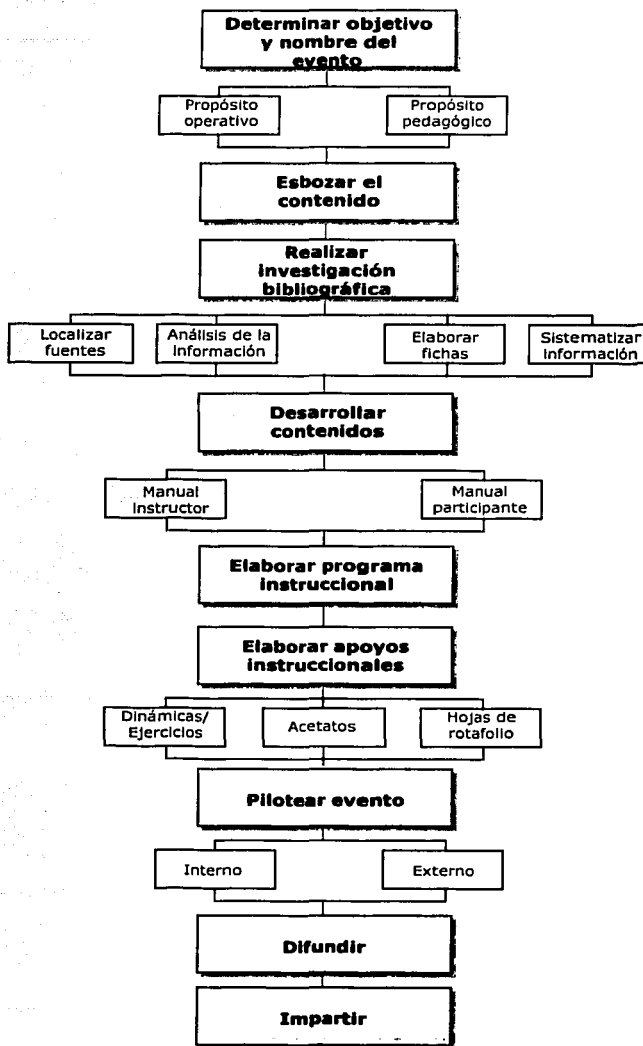 Determinar objetivo
y nombre del
evento
Propósito
operativo
Propósito
pedagógico
Esbozar el
contenido
Realizar
investigación
bibliográfica
Localizar
fuentes
Análisis de la
Información
Elaborar
fichas
Sistematizar
Información
Desarrollar
contenidos
Manual
Instructor
Manual
participante
Elaborar programa
instruccional
Elaborar apoyos
instruccionales
Dinámicas/
Ejercicios
Acetatos
Hojas de
rotafolio
Pilotear evento
Interno
Externo
Difundir
Impartir